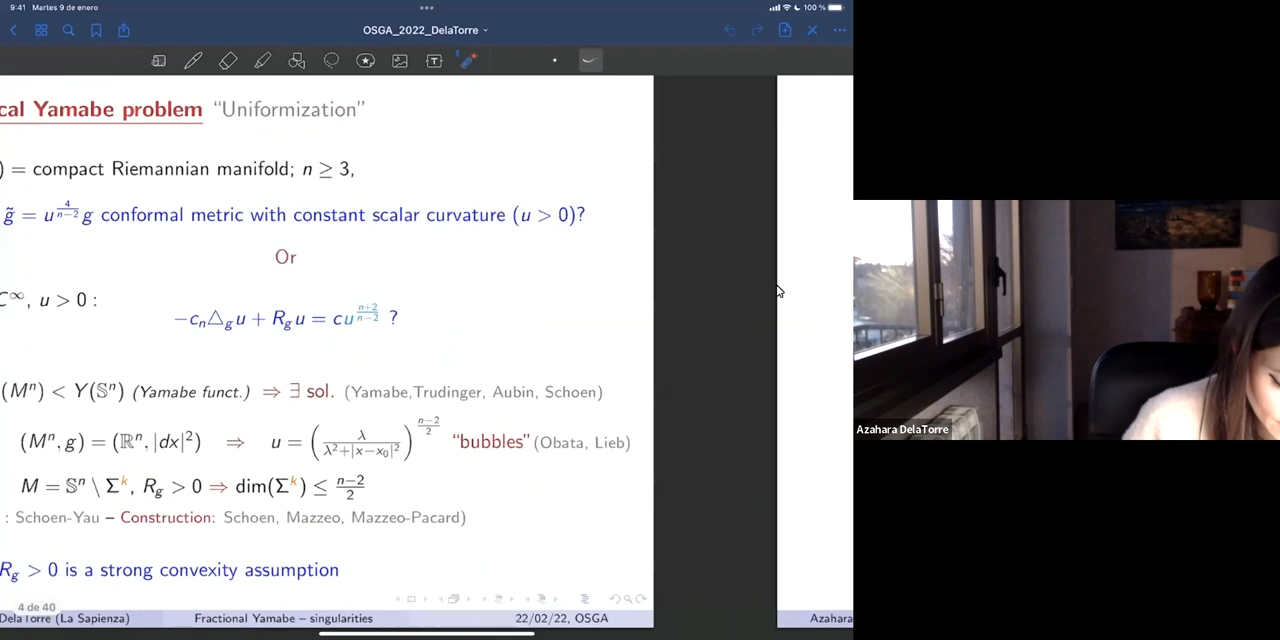 9:41 Martes 9 de enero
100 %
OSGA_2022_DelaTorre
cal Yamabe problem “Uniformization”
) = compact Riemannian manifold; n ≥ 3,
g̃ = u^{4/(n−2)} g conformal metric with constant scalar curvature (u > 0)?
Or
C^∞, u > 0 :
−c_n △_g u + R_g u = cu^{(n+2)/(n−2)} ?
(M^n) < Y(𝕊^n) (Yamabe funct.) ⇒ ∃ sol. (Yamabe,Trudinger, Aubin, Schoen)
(M^n, g) = (ℝ^n, |dx|^2) ⇒ u = (λ/(λ^2+|x−x_0|^2))^{(n−2)/2} “bubbles” (Obata, Lieb)
M = 𝕊^n \ Σ^k, R_g > 0 ⇒ dim(Σ^k) ≤ (n−2)/2
: Schoen-Yau – Construction: Schoen, Mazzeo, Mazzeo-Pacard)
R_g > 0 is a strong convexity assumption
4 de 40
DelaTorre (La Sapienza) Fractional Yamabe – singularities 22/02/22, OSGA
Azahara
Azahara DelaTorre